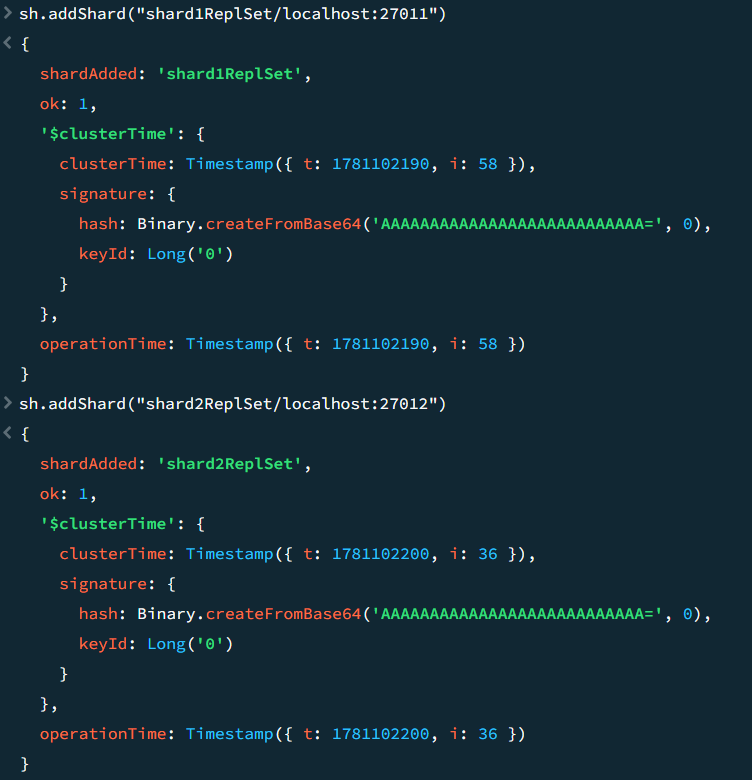 > sh.addShard("shard1ReplSet/localhost:27011")
< {
    shardAdded: 'shard1ReplSet',
    ok: 1,
    '$clusterTime': {
      clusterTime: Timestamp({ t: 1781102190, i: 58 }),
      signature: {
        hash: Binary.createFromBase64('AAAAAAAAAAAAAAAAAAAAAAAAAAA=', 0),
        keyId: Long('0')
      }
    },
    operationTime: Timestamp({ t: 1781102190, i: 58 })
  }
> sh.addShard("shard2ReplSet/localhost:27012")
< {
    shardAdded: 'shard2ReplSet',
    ok: 1,
    '$clusterTime': {
      clusterTime: Timestamp({ t: 1781102200, i: 36 }),
      signature: {
        hash: Binary.createFromBase64('AAAAAAAAAAAAAAAAAAAAAAAAAAA=', 0),
        keyId: Long('0')
      }
    },
    operationTime: Timestamp({ t: 1781102200, i: 36 })
  }